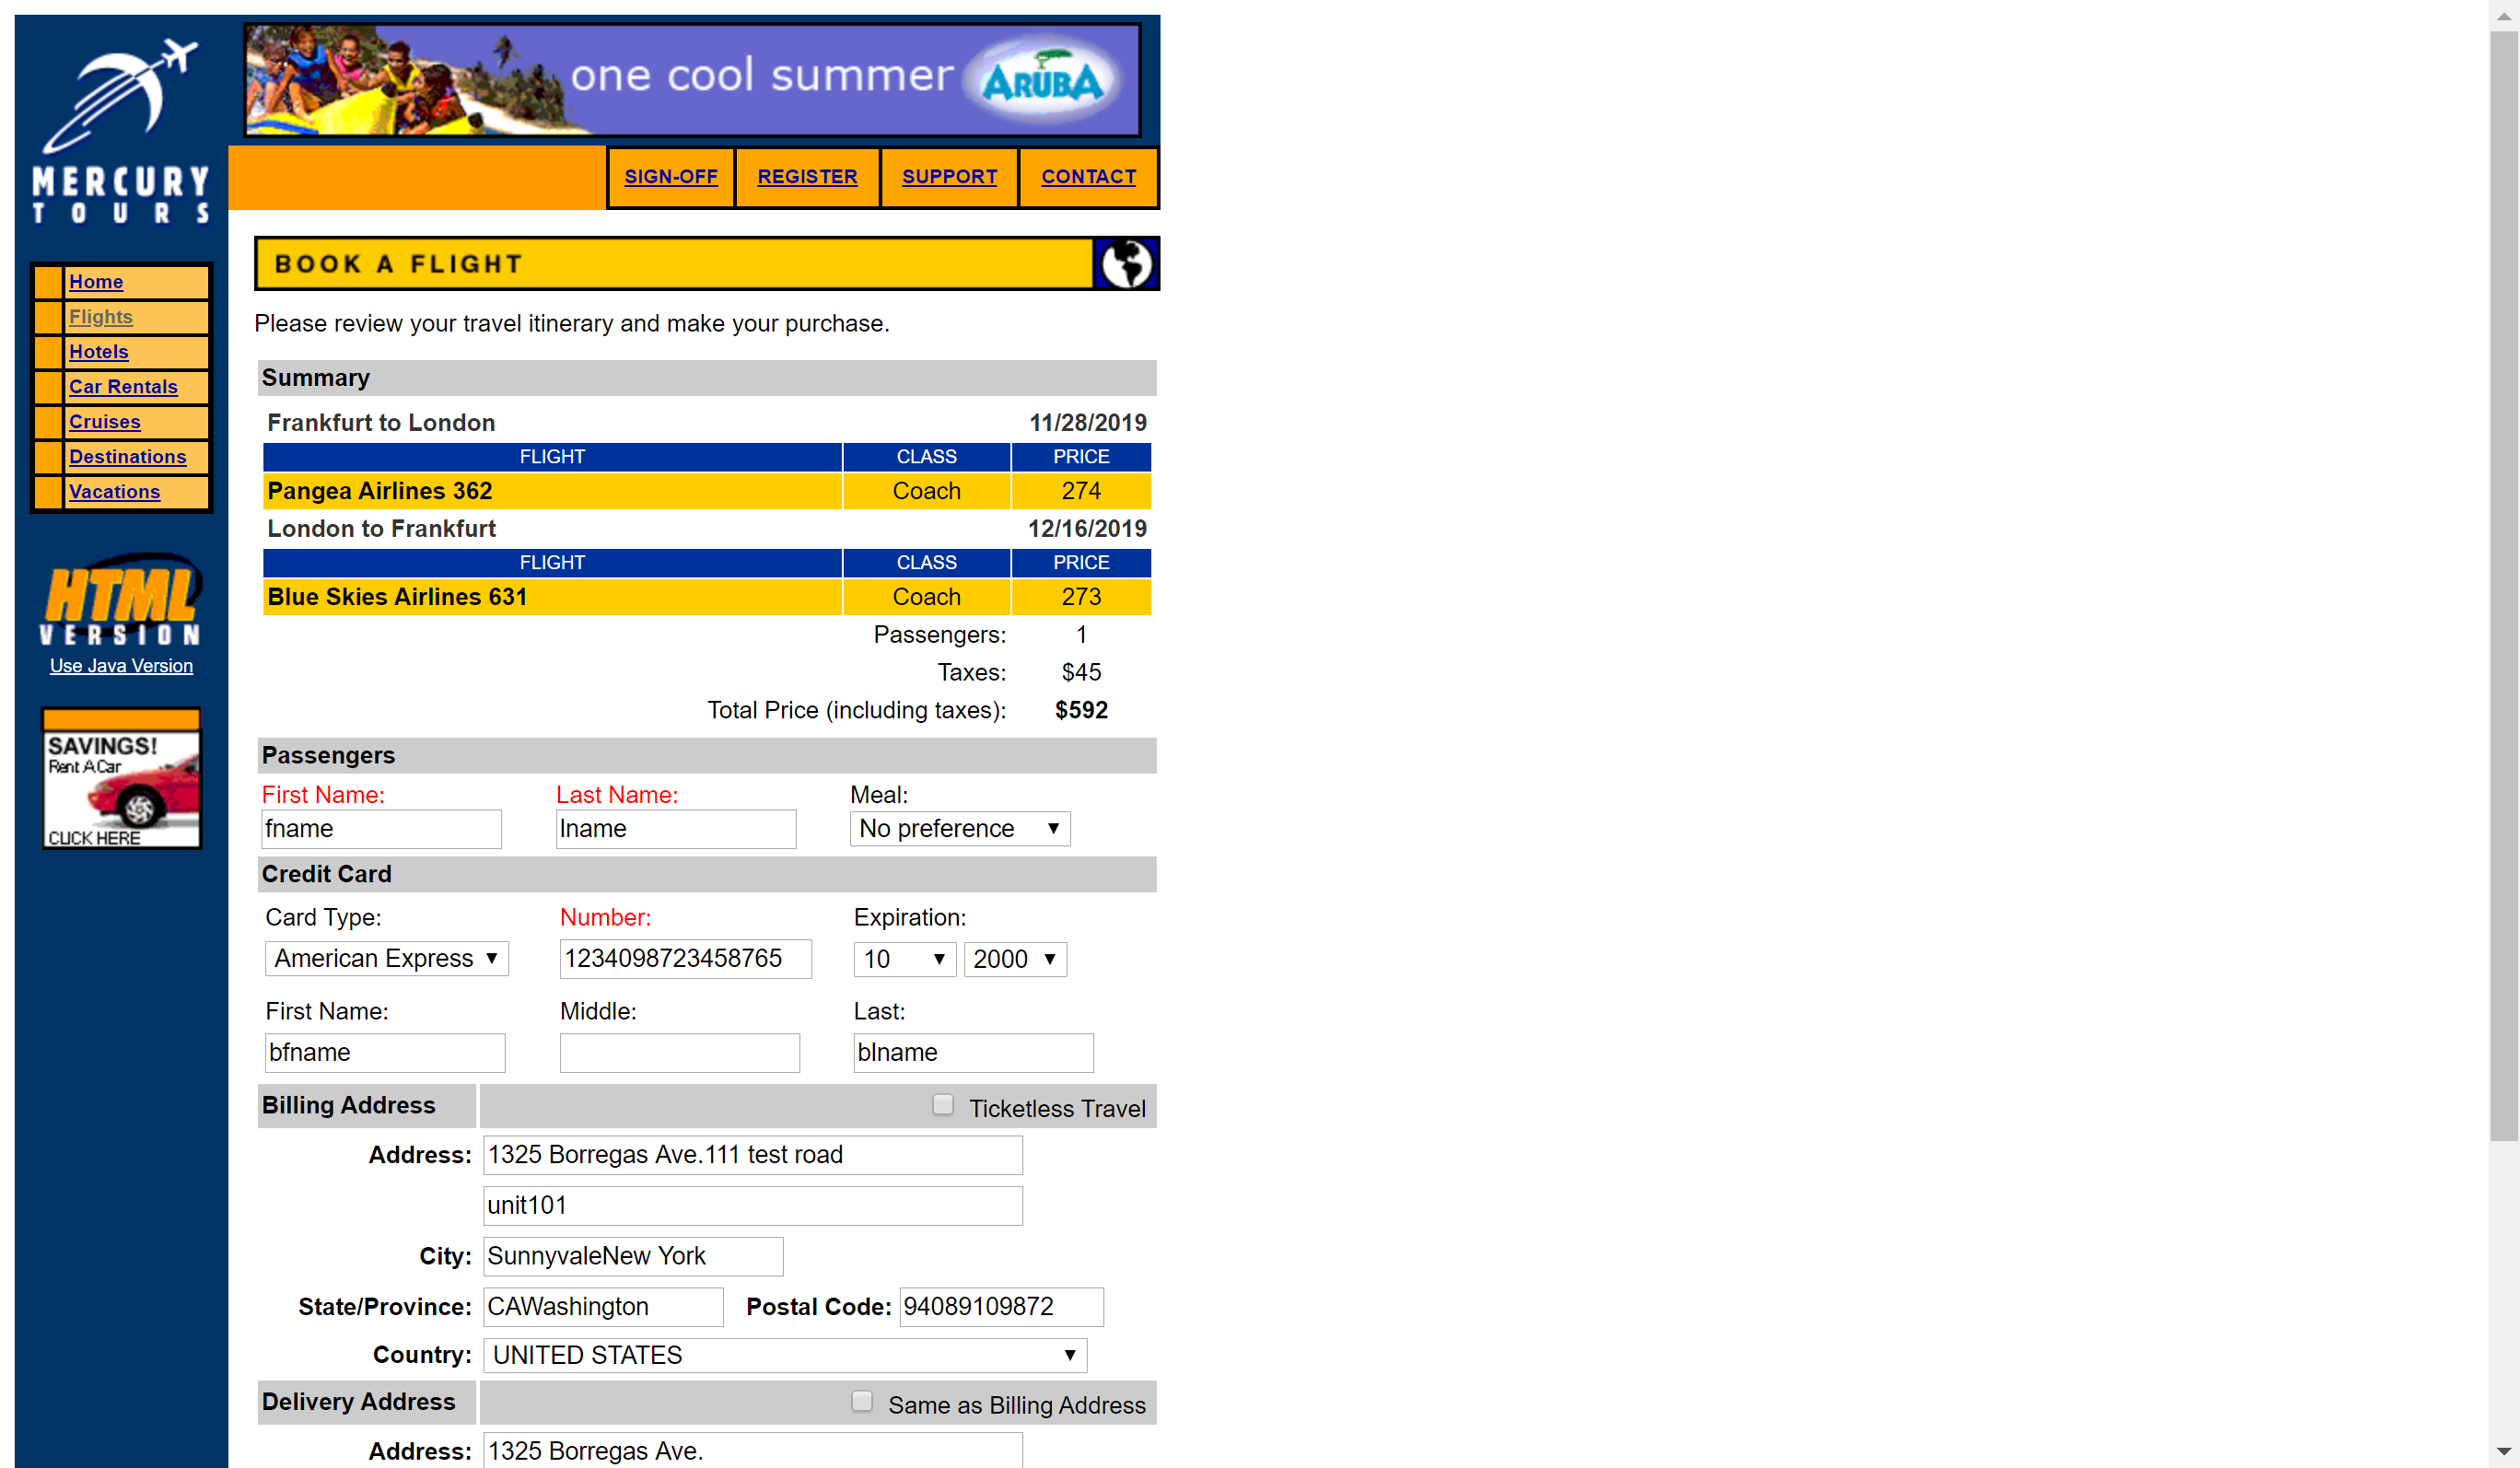 MERCURY
TOURS
one cool summer ARUBA
SIGN-OFF REGISTER SUPPORT CONTACT
Home
Flights
Hotels
Car Rentals
Cruises
Destinations
Vacations
HTML
VERSION
Use Java Version
SAVINGS!
Rent A Car
CLICK HERE
BOOK A FLIGHT
Please review your travel itinerary and make your purchase.
Summary
Frankfurt to London 11/28/2019
FLIGHT CLASS PRICE
Pangea Airlines 362 Coach 274
London to Frankfurt 12/16/2019
FLIGHT CLASS PRICE
Blue Skies Airlines 631 Coach 273
Passengers: 1
Taxes: $45
Total Price (including taxes): $592
Passengers
First Name: Last Name: Meal:
fname lname No preference
Credit Card
Card Type: Number: Expiration:
American Express 1234098723458765 10 2000
First Name: Middle: Last:
bfname blname
Billing Address Ticketless Travel
Address: 1325 Borregas Ave.111 test road
unit101
City: SunnyvaleNew York
State/Province: CAWashington Postal Code: 94089109872
Country: UNITED STATES
Delivery Address Same as Billing Address
Address: 1325 Borregas Ave.